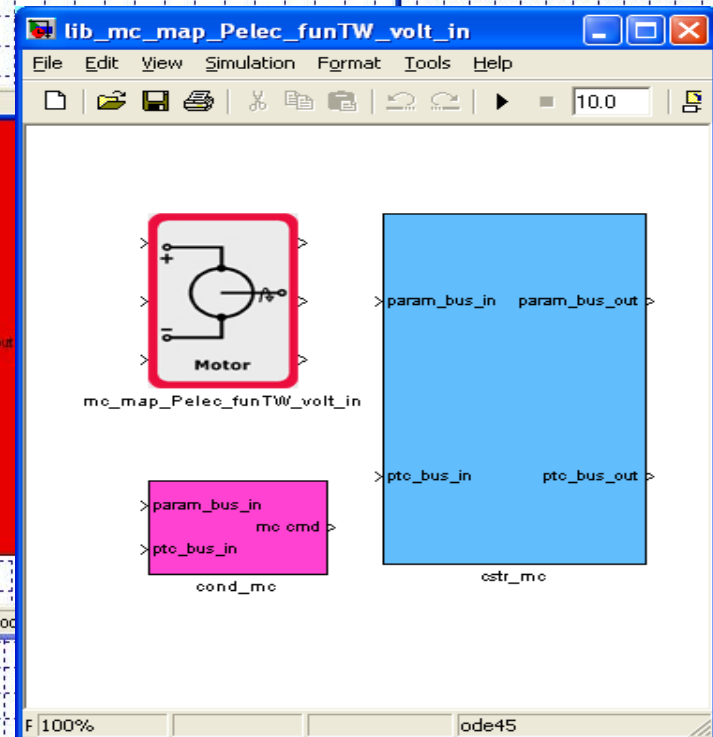 lib_mc_map_Pelec_funTW_volt_in
File Edit View Simulation Format Tools Help
10.0
+
Motor
mc_map_Pelec_funTW_volt_in
param_bus_in param_bus_out
ptc_bus_in ptc_bus_out
cstr_mc
param_bus_in
mc cmd
ptc_bus_in
cond_mc
F 100% ode45